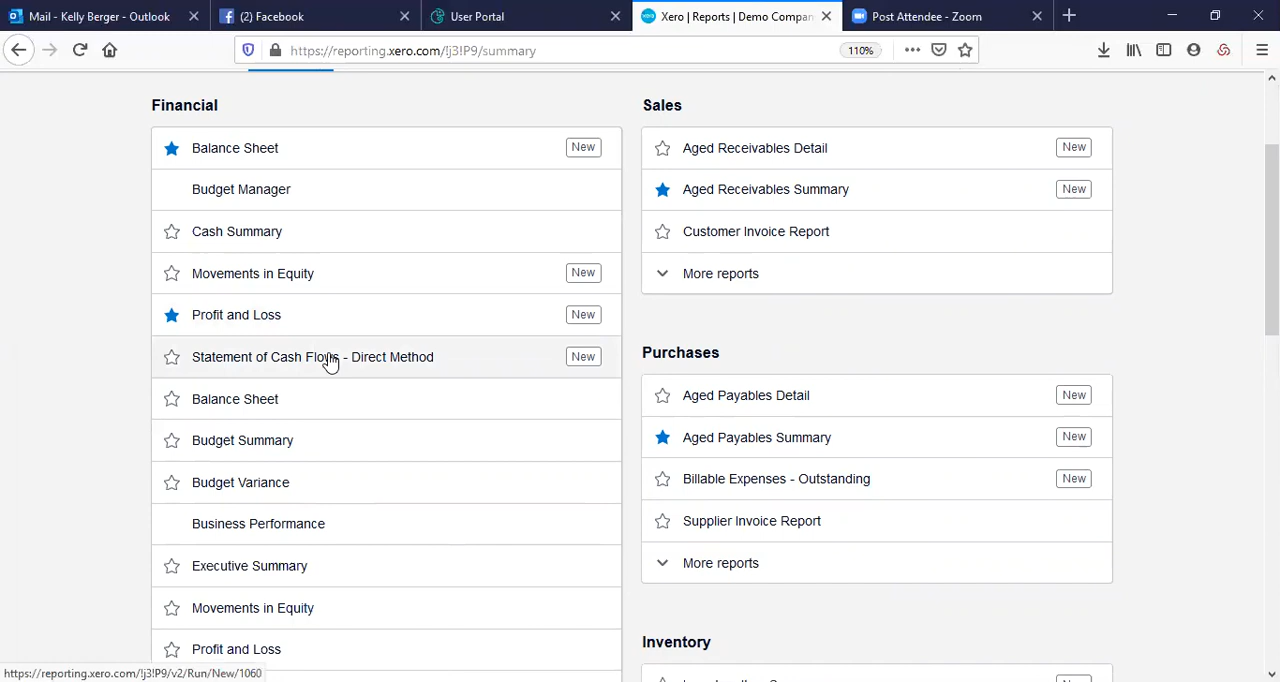 Mail - Kelly Berger - Outlook
(2) Facebook
User Portal
Xero | Reports | Demo Compan
Post Attendee - Zoom
https://reporting.xero.com/!j3!P9/summary
110%
Financial
Balance Sheet New
Budget Manager
Cash Summary
Movements in Equity New
Profit and Loss New
Statement of Cash Flows - Direct Method New
Balance Sheet
Budget Summary
Budget Variance
Business Performance
Executive Summary
Movements in Equity
Profit and Loss
Sales
Aged Receivables Detail New
Aged Receivables Summary New
Customer Invoice Report
More reports
Purchases
Aged Payables Detail New
Aged Payables Summary New
Billable Expenses - Outstanding New
Supplier Invoice Report
More reports
Inventory
https://reporting.xero.com/!j3!P9/v2/Run/New/1060